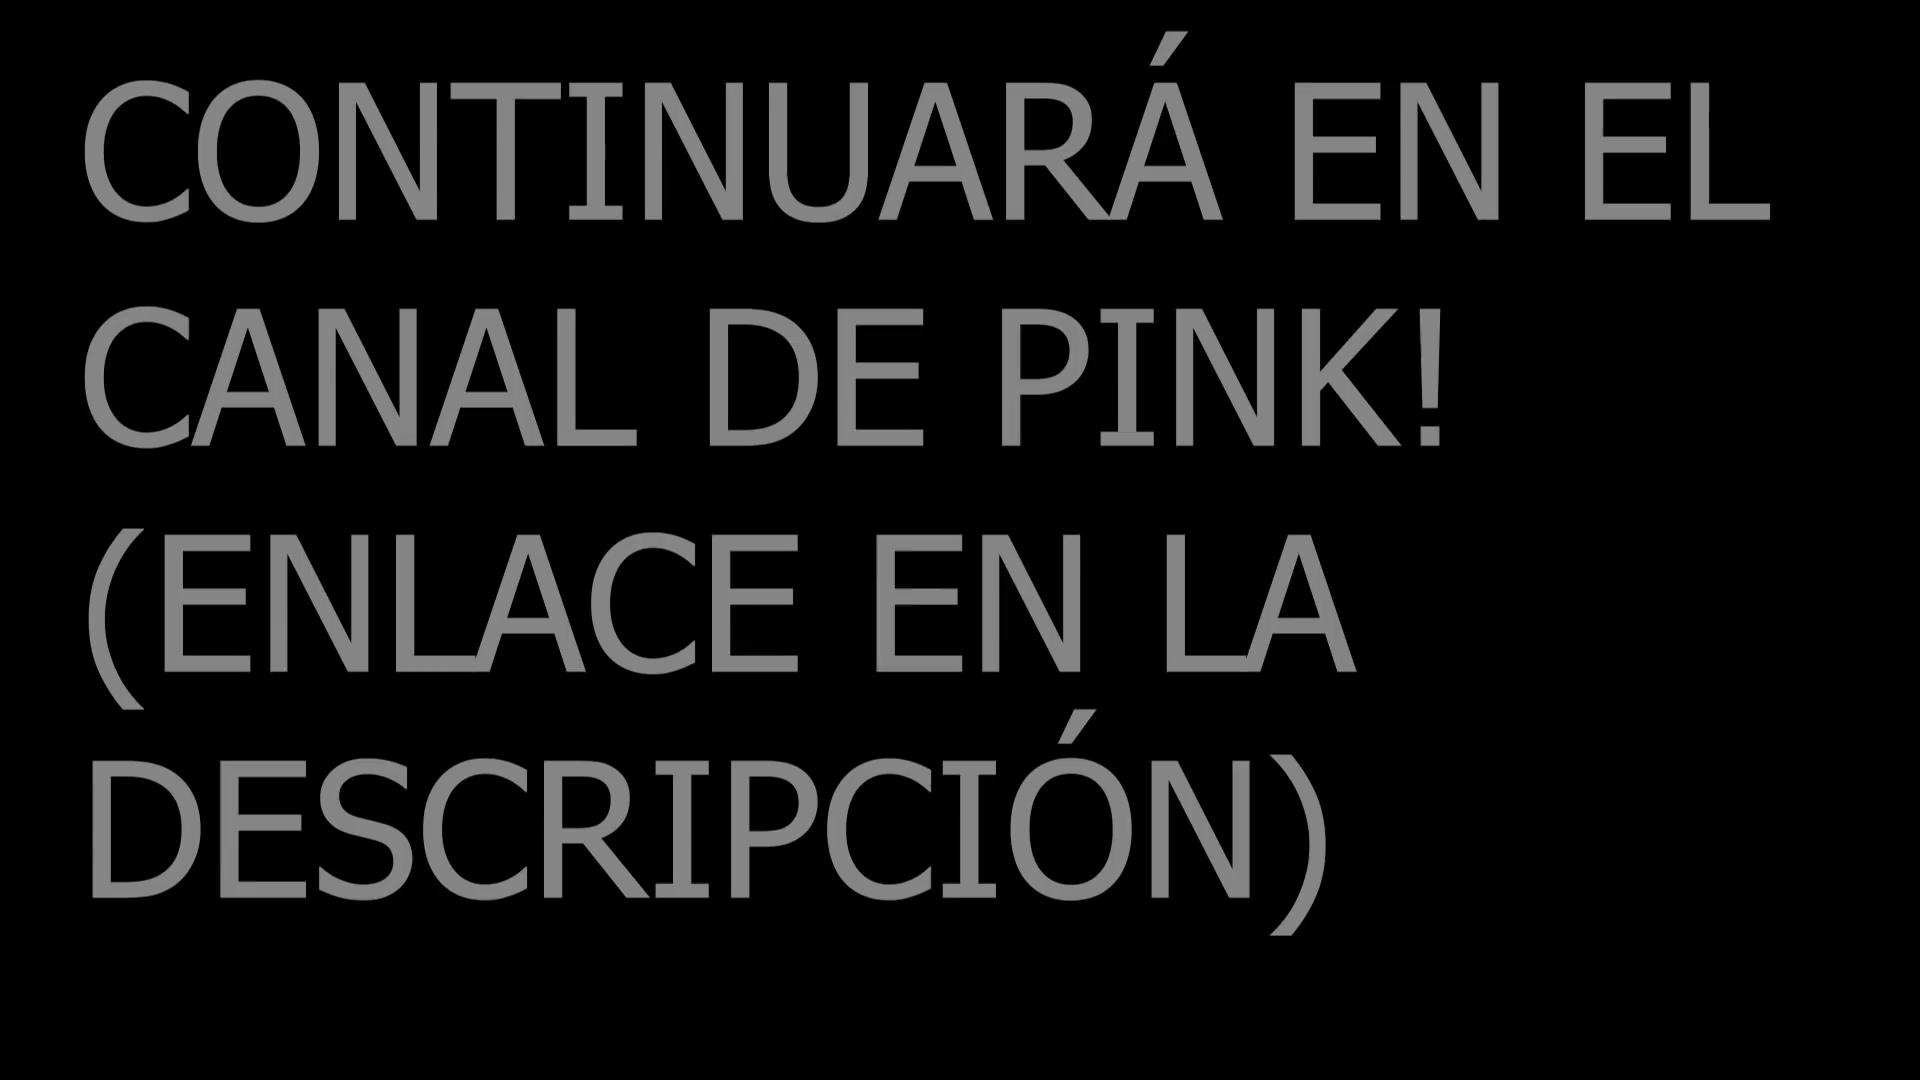 CONTINUARÁ EN EL
CANAL DE PINK!
(ENLACE EN LA
DESCRIPCIÓN)